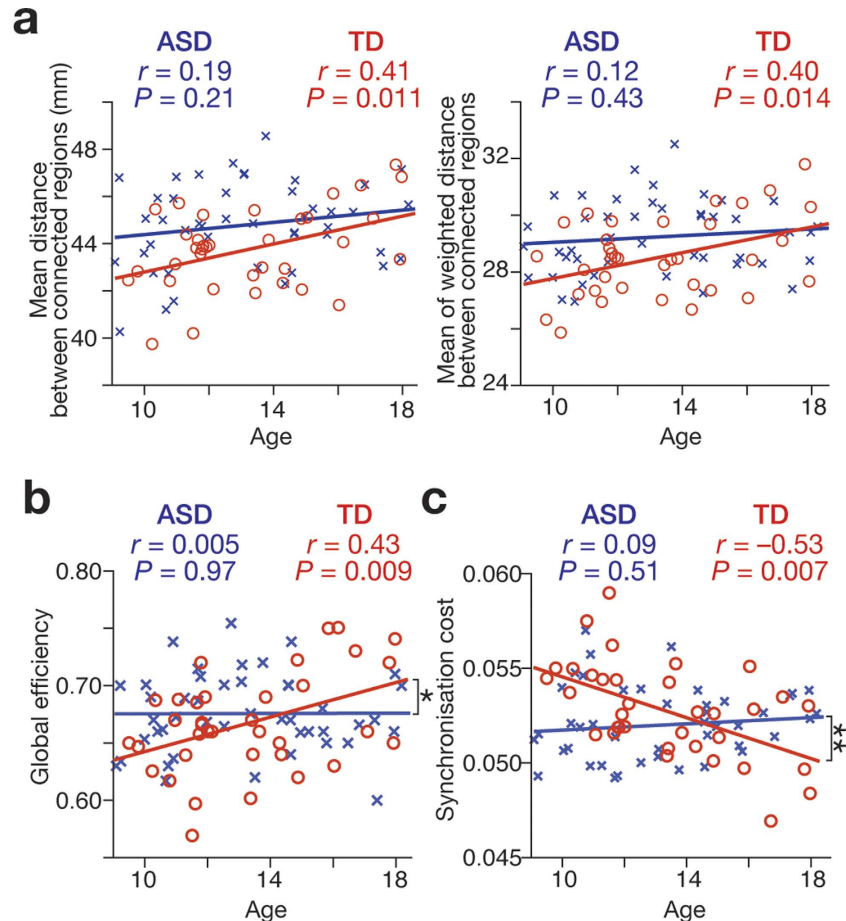 a
ASD
r = 0.19
P = 0.21
TD
r = 0.41
P = 0.011
Mean distance
between connected regions (mm)
48
44
40
10
14
18
Age
ASD
r = 0.12
P = 0.43
TD
r = 0.40
P = 0.014
Mean of weighted distance
between connected regions
32
28
24
10
14
18
Age
b
ASD
r = 0.005
P = 0.97
TD
r = 0.43
P = 0.009
Global efficiency
0.80
0.70
0.60
*
10
14
18
Age
c
ASD
r = 0.09
P = 0.51
TD
r = −0.53
P = 0.007
Synchronisation cost
0.060
0.055
0.050
0.045
**
10
14
18
Age